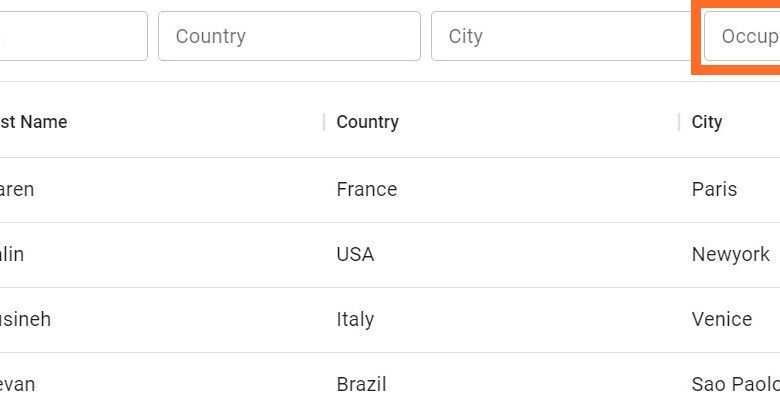 Country City Occup
st Name Country City
aren France Paris
alin USA Newyork
usineh Italy Venice
evan Brazil Sao Paolo